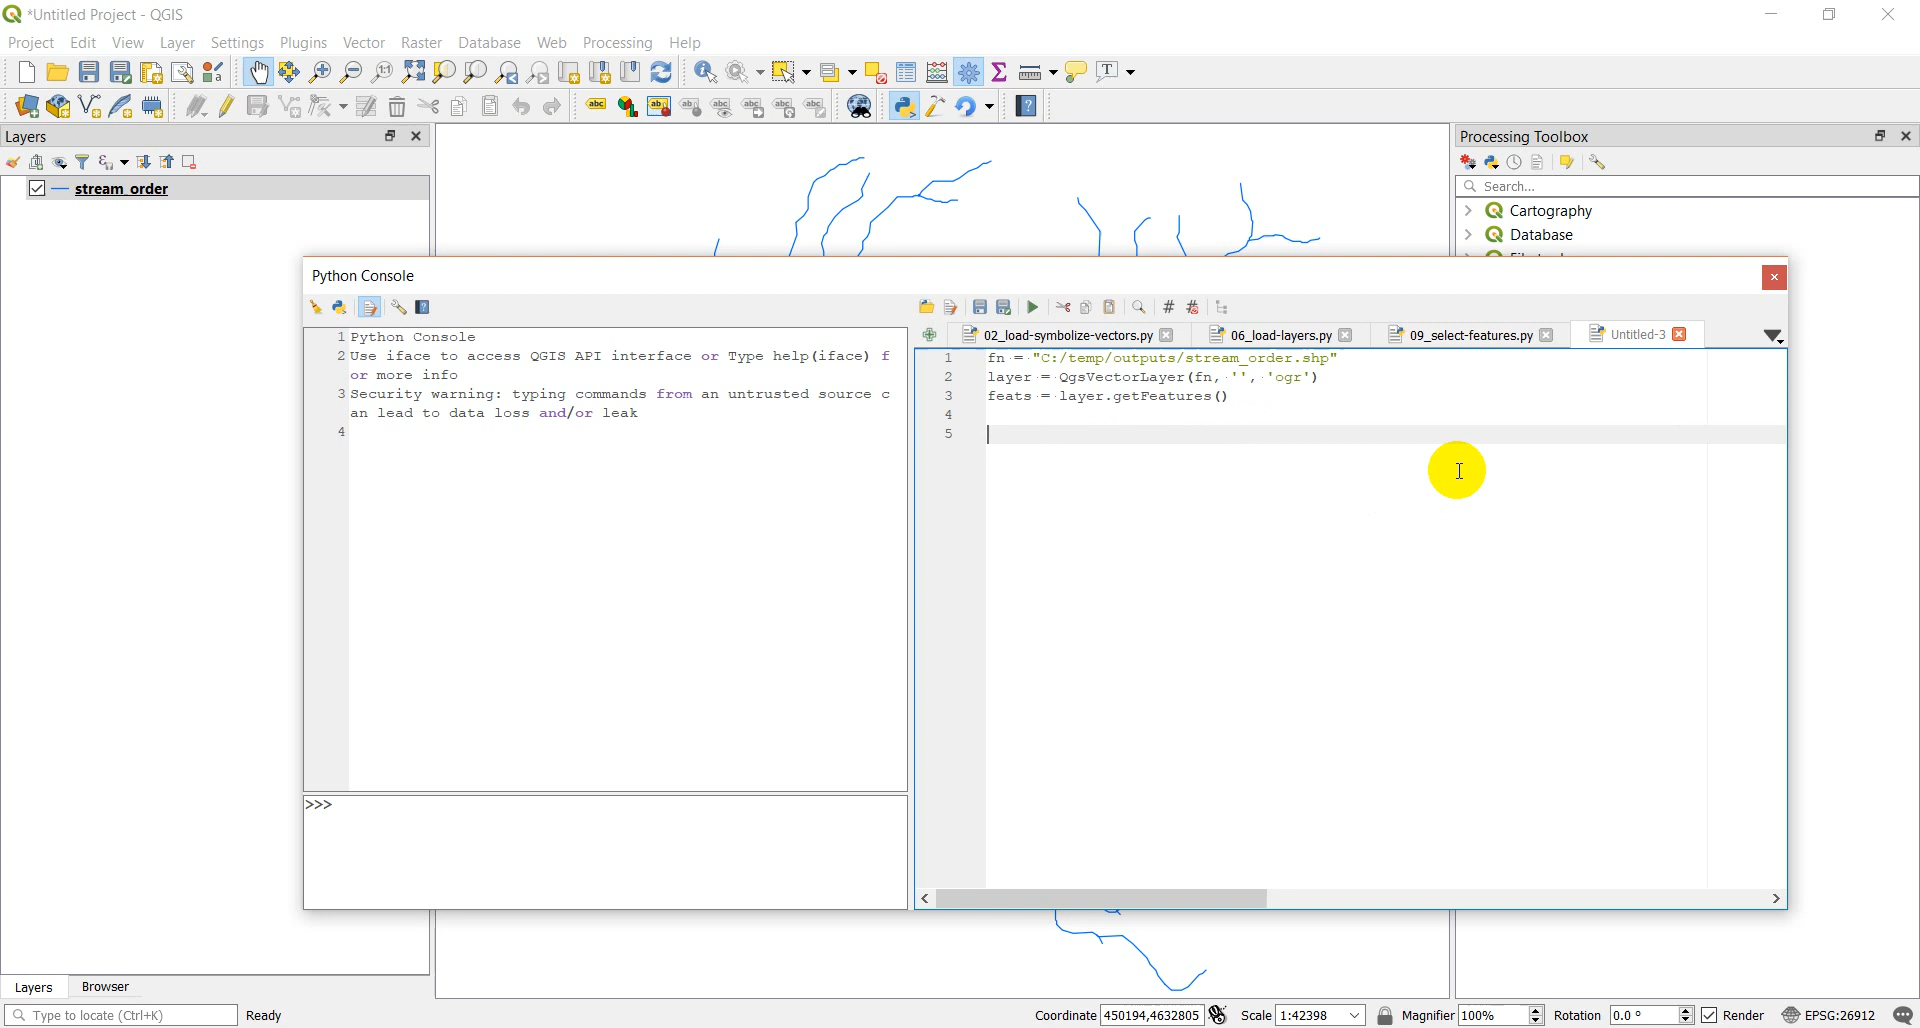 *Untitled Project - QGIS
Project Edit View Layer Settings Plugins Vector Raster Database Web Processing Help
Layers
stream_order
Processing Toolbox
Search...
Cartography
Database
Python Console
1 Python Console
2 Use iface to access QGIS API interface or Type help(iface) f
or more info
3 Security warning: typing commands from an untrusted source c
an lead to data loss and/or leak
4
>>>
02_load-symbolize-vectors.py 06_load-layers.py 09_select-features.py Untitled-3
1 fn = "C:/temp/outputs/stream_order.shp"
2 layer = QgsVectorLayer(fn, '', 'ogr')
3 feats = layer.getFeatures()
4
5
Layers Browser
Type to locate (Ctrl+K) Ready Coordinate 450194,4632805 Scale 1:42398 Magnifier 100% Rotation 0.0 ° Render EPSG:26912